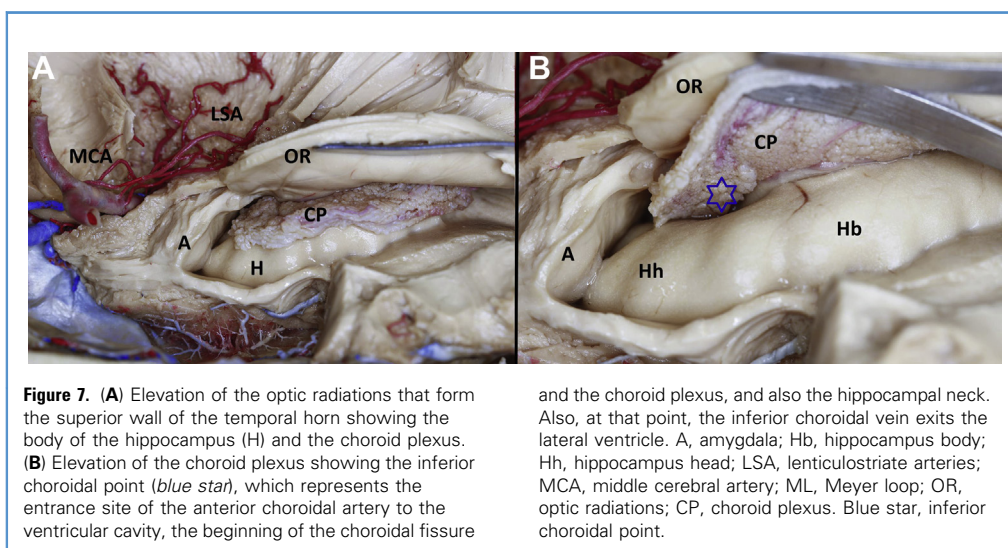 A
B
OR
LSA
MCA
OR
CP
CP
A
H
A
Hh
Hb
Figure 7. (A) Elevation of the optic radiations that form
the superior wall of the temporal horn showing the
body of the hippocampus (H) and the choroid plexus.
(B) Elevation of the choroid plexus showing the inferior
choroidal point (blue star), which represents the
entrance site of the anterior choroidal artery to the
ventricular cavity, the beginning of the choroidal fissure
and the choroid plexus, and also the hippocampal neck.
Also, at that point, the inferior choroidal vein exits the
lateral ventricle. A, amygdala; Hb, hippocampus body;
Hh, hippocampus head; LSA, lenticulostriate arteries;
MCA, middle cerebral artery; ML, Meyer loop; OR,
optic radiations; CP, choroid plexus. Blue star, inferior
choroidal point.